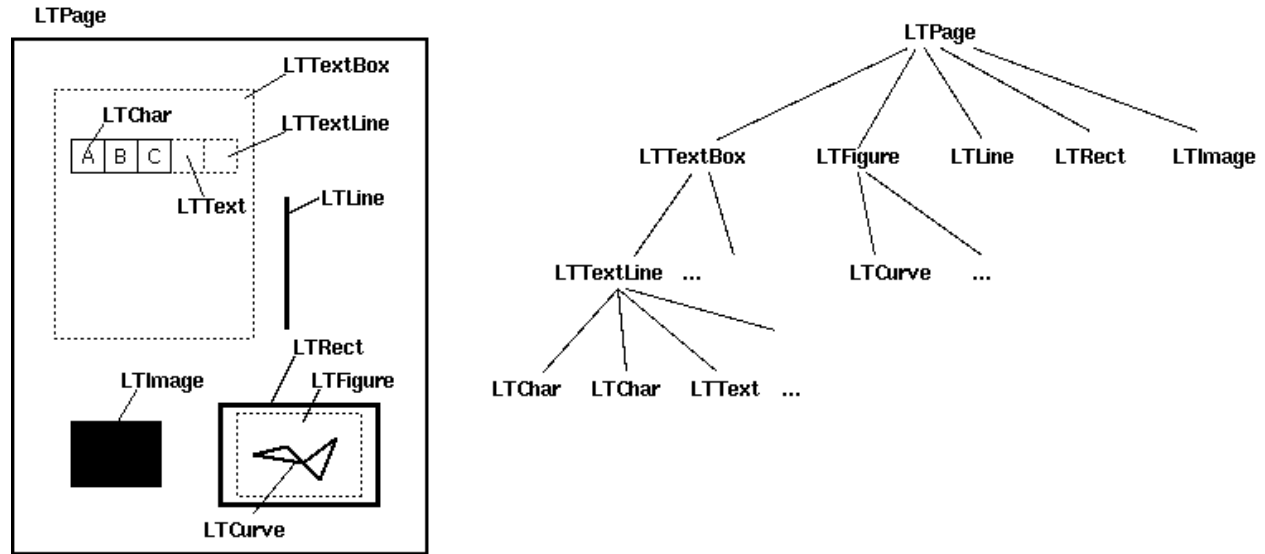 LTPage
LTTextBox
LTChar
LTTextLine
A B C
LTText
LTLine
LTRect
LTImage
LTFigure
LTCurve
LTPage
LTTextBox LTFigure LTLine LTRect LTImage
LTTextLine ... LTCurve ...
LTChar LTChar LTText ...